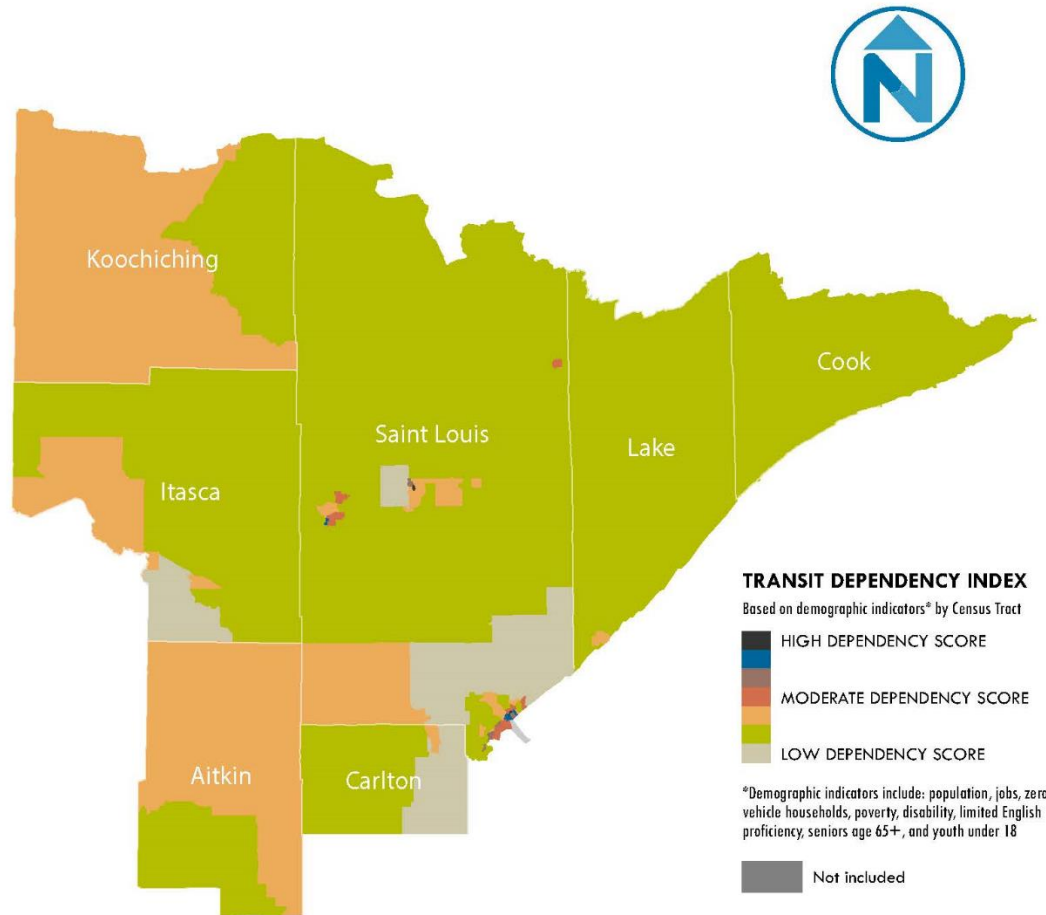 N
Koochiching
Cook
Saint Louis
Lake
Itasca
TRANSIT DEPENDENCY INDEX
Based on demographic indicators* by Census Tract
HIGH DEPENDENCY SCORE
MODERATE DEPENDENCY SCORE
LOW DEPENDENCY SCORE
Aitkin
Carlton
*Demographic indicators include: population, jobs, zero
vehicle households, poverty, disability, limited English
proficiency, seniors age 65+, and youth under 18
Not included